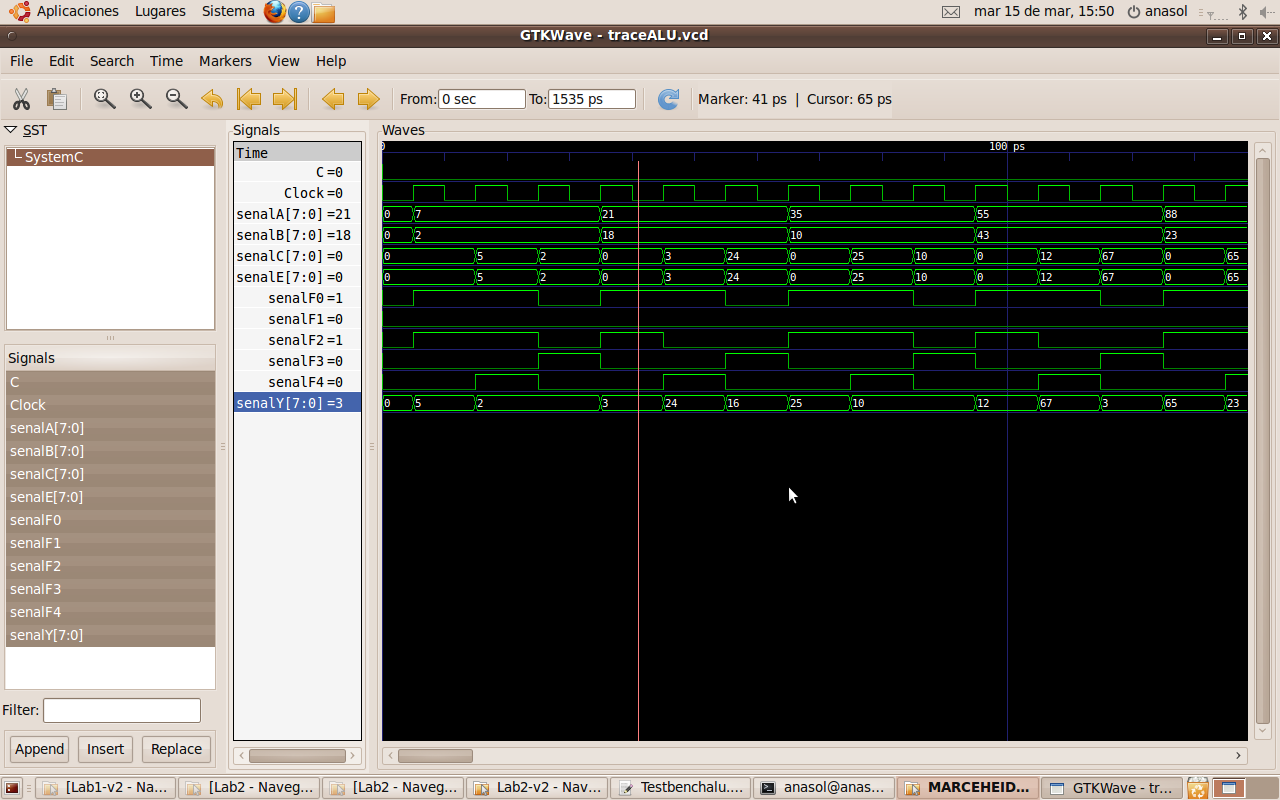 Aplicaciones Lugares Sistema mar 15 de mar, 15:50 anasol
GTKWave - traceALU.vcd
File Edit Search Time Markers View Help
From: 0 sec To: 1535 ps Marker: 41 ps | Cursor: 65 ps
SST
SystemC
Signals
C
Clock
senalA[7:0]
senalB[7:0]
senalC[7:0]
senalE[7:0]
senalF0
senalF1
senalF2
senalF3
senalF4
senalY[7:0]
Filter:
Append Insert Replace
Signals
Time
C =0
Clock =0
senalA[7:0] =21
senalB[7:0] =18
senalC[7:0] =0
senalE[7:0] =0
senalF0 =1
senalF1 =0
senalF2 =1
senalF3 =0
senalF4 =0
senalY[7:0] =3
Waves
0 100 ps
0 7 21 35 55 88
0 2 18 10 43 23
0 5 2 0 3 24 0 25 10 0 12 67 0 65
0 5 2 0 3 24 0 25 10 0 12 67 0 65
0 5 2 3 24 16 25 10 12 67 3 65 23
[Lab1-v2 - Na... [Lab2 - Naveg... [Lab2 - Naveg... Lab2-v2 - Nav... Testbenchalu.... anasol@anas... MARCEHEID... GTKWave - tr...